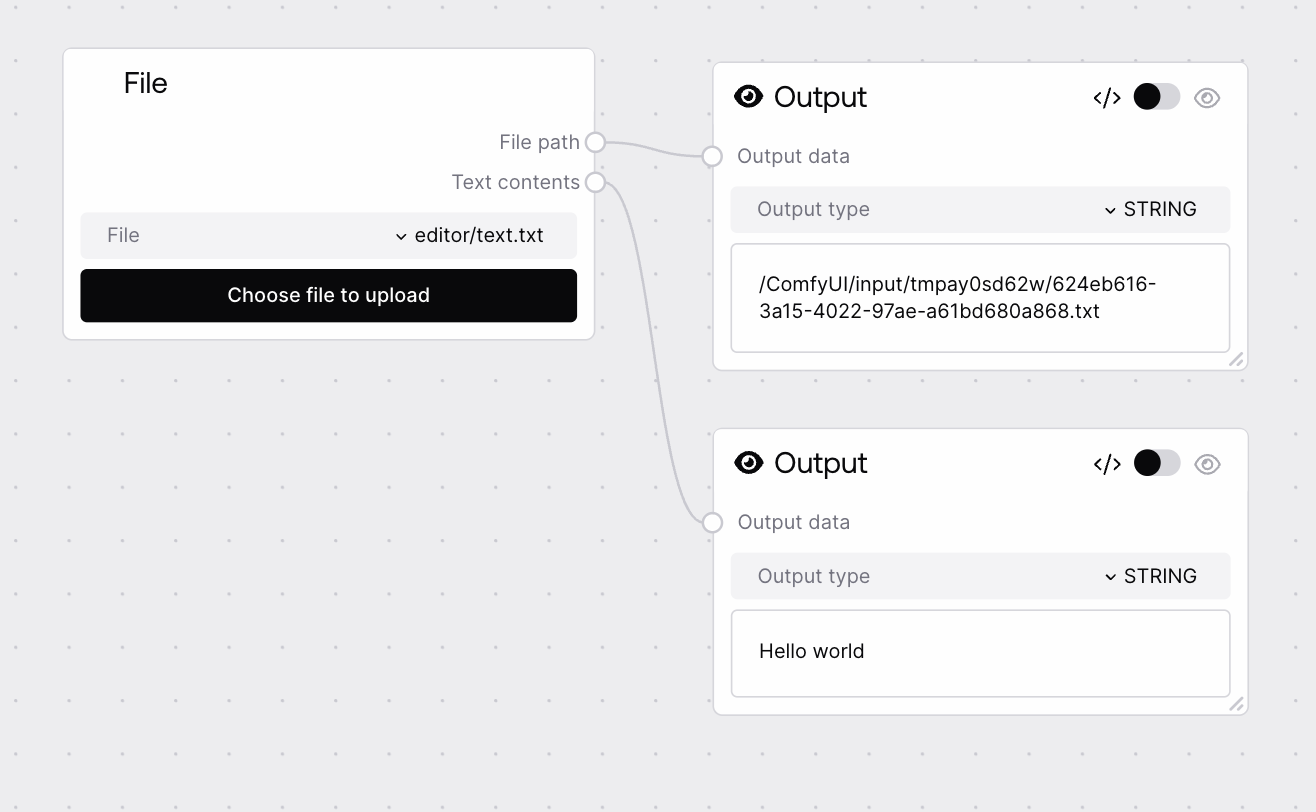 File
File path
Text contents
File editor/text.txt
Choose file to upload
Output </>
Output data
Output type STRING
/ComfyUI/input/tmpay0sd62w/624eb616-
3a15-4022-97ae-a61bd680a868.txt
Output </>
Output data
Output type STRING
Hello world